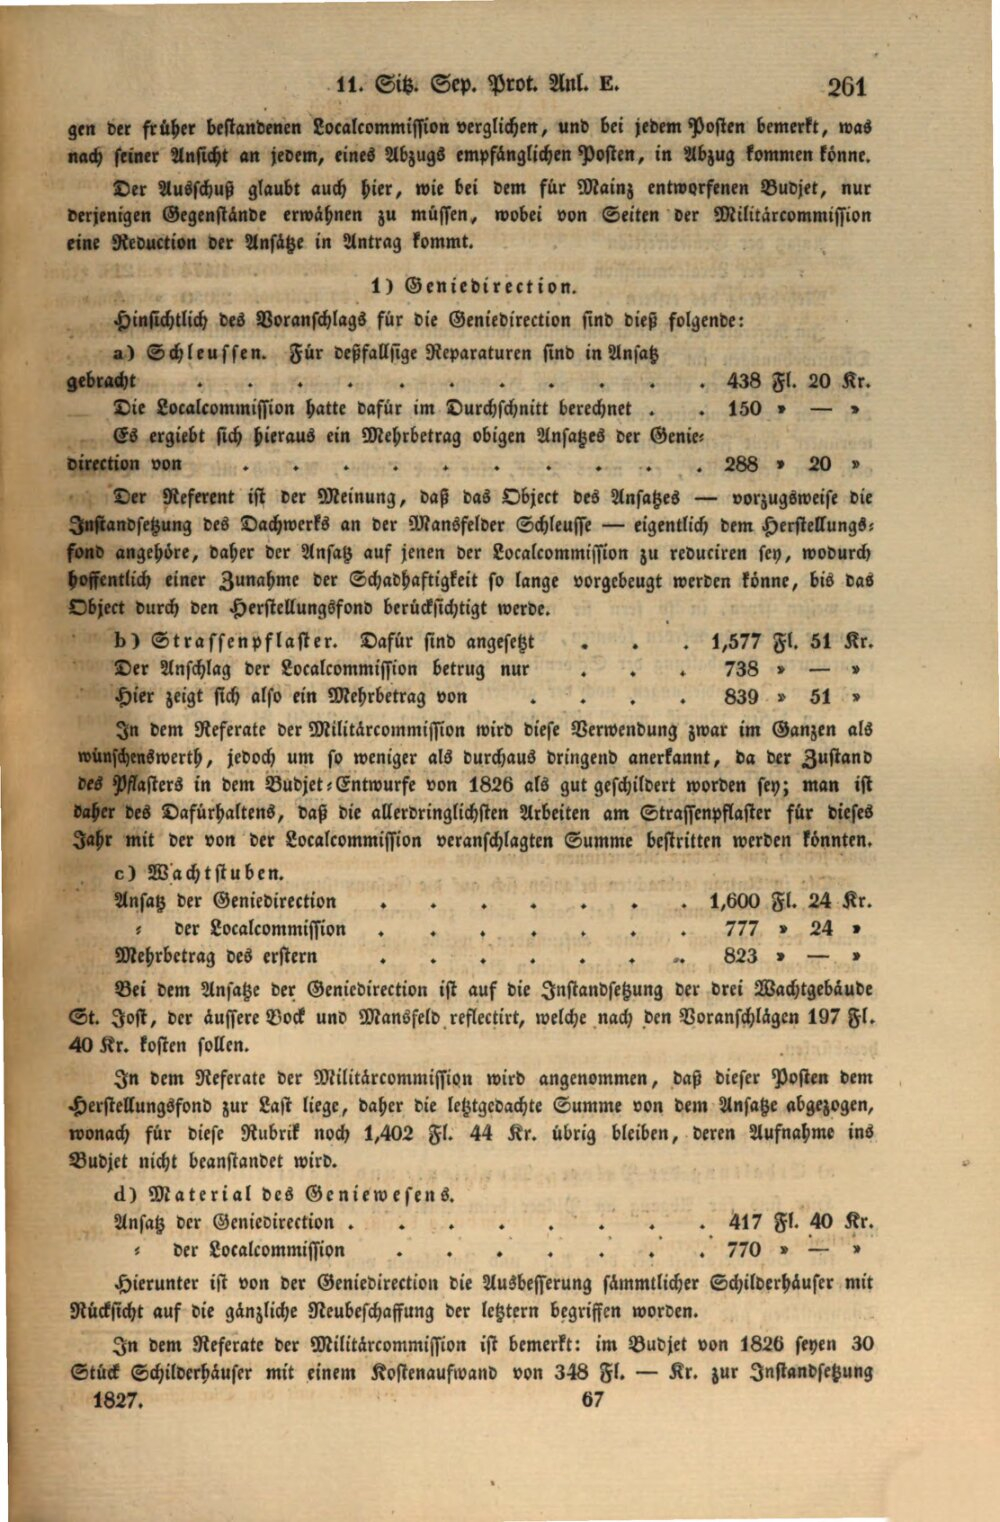 11. Sitz. Sep. Prot. Anl. E. 261
gen der früher bestandenen Localcommission verglichen, und bei jedem Posten bemerkt, was
nach seiner Ansicht an jedem, eines Abzugs empfänglichen Posten, in Abzug kommen könne.
Der Ausschuß glaubt auch hier, wie bei dem für Mainz entworfenen Budjet, nur
derjenigen Gegenstände erwähnen zu müssen, wobei von Seiten der Militärcommission
eine Reduction der Ansätze in Antrag kommt.
1) Geniedirection.
Hinsichtlich des Voranschlags für die Geniedirection sind dieß folgende:
a) Schleussen. Für deßfallsige Reparaturen sind in Ansatz
gebracht . . . . . . . . . . . 438 Fl. 20 Kr.
Die Localcommission hatte dafür im Durchschnitt berechnet . . 150 » — »
Es ergiebt sich hieraus ein Mehrbetrag obigen Ansatzes der Genie-
direction von . . . . . . . . . . 288 » 20 »
Der Referent ist der Meinung, daß das Object des Ansatzes — vorzugsweise die
Instandsetzung des Dachwerks an der Mansfelder Schleusse — eigentlich dem Herstellungs-
fond angehöre, daher der Ansatz auf jenen der Localcommission zu reduciren sey, wodurch
hoffentlich einer Zunahme der Schadhaftigkeit so lange vorgebeugt werden könne, bis das
Object durch den Herstellungsfond berücksichtigt werde.
b) Strassenpflaster. Dafür sind angesetzt . . . 1,577 Fl. 51 Kr.
Der Anschlag der Localcommission betrug nur . . . 738 » — »
Hier zeigt sich also ein Mehrbetrag von . . . . 839 » 51 »
In dem Referate der Militärcommission wird diese Verwendung zwar im Ganzen als
wünschenswerth, jedoch um so weniger als durchaus dringend anerkannt, da der Zustand
des Pflasters in dem Budjet-Entwurfe von 1826 als gut geschildert worden sey; man ist
daher des Dafürhaltens, daß die allerdringlichsten Arbeiten am Strassenpflaster für dieses
Jahr mit der von der Localcommission veranschlagten Summe bestritten werden könnten.
c) Wachtstuben.
Ansatz der Geniedirection . . . . . . . 1,600 Fl. 24 Kr.
- der Localcommission . . . . . . . 777 » 24 »
Mehrbetrag des erstern . . . . . . . 823 » — »
Bei dem Ansatze der Geniedirection ist auf die Instandsetzung der drei Wachtgebäude
St. Jost, der äussere Bock und Mansfeld reflectirt, welche nach den Voranschlägen 197 Fl.
40 Kr. kosten sollen.
In dem Referate der Militärcommission wird angenommen, daß dieser Posten dem
Herstellungsfond zur Last liege, daher die letztgedachte Summe von dem Ansatze abgezogen,
wonach für diese Rubrik noch 1,402 Fl. 44 Kr. übrig bleiben, deren Aufnahme ins
Budjet nicht beanstandet wird.
d) Material des Geniewesens.
Ansatz der Geniedirection . . . . . . . . 417 Fl. 40 Kr.
- der Localcommission . . . . . . . 770 » — »
Hierunter ist von der Geniedirection die Ausbesserung sämmtlicher Schilderhäuser mit
Rücksicht auf die gänzliche Neubeschaffung der letztern begriffen worden.
In dem Referate der Militärcommission ist bemerkt: im Budjet von 1826 seyen 30
Stück Schilderhäuser mit einem Kostenaufwand von 348 Fl. — Kr. zur Instandsetzung
1827. 67